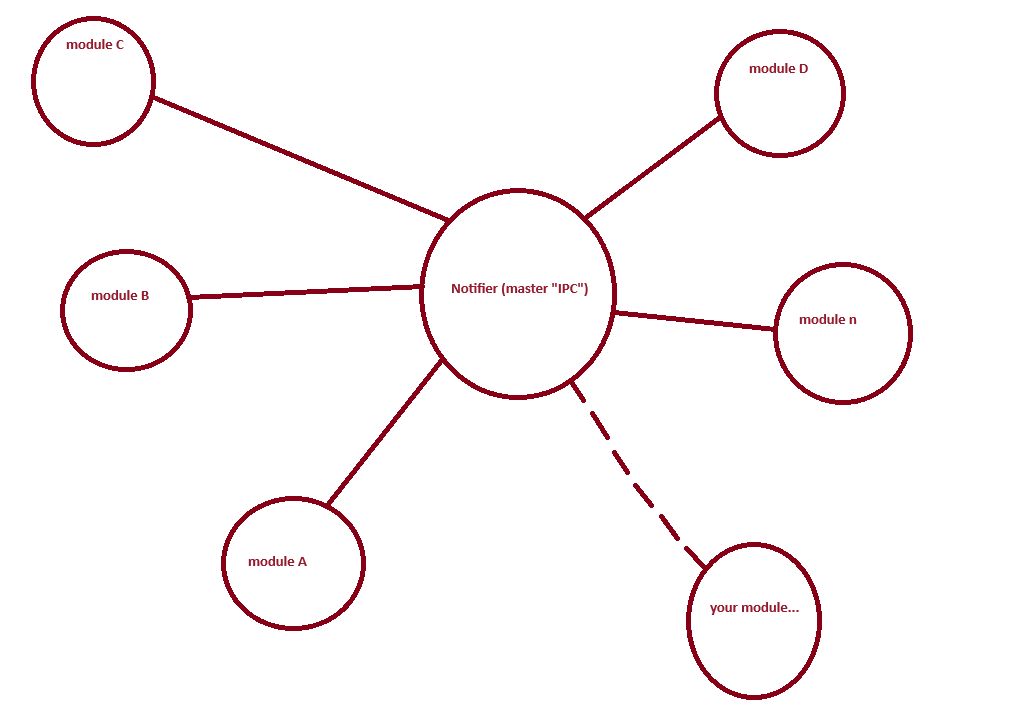 module C
module D
Notifier (master "IPC")
module B
module n
module A
your module...